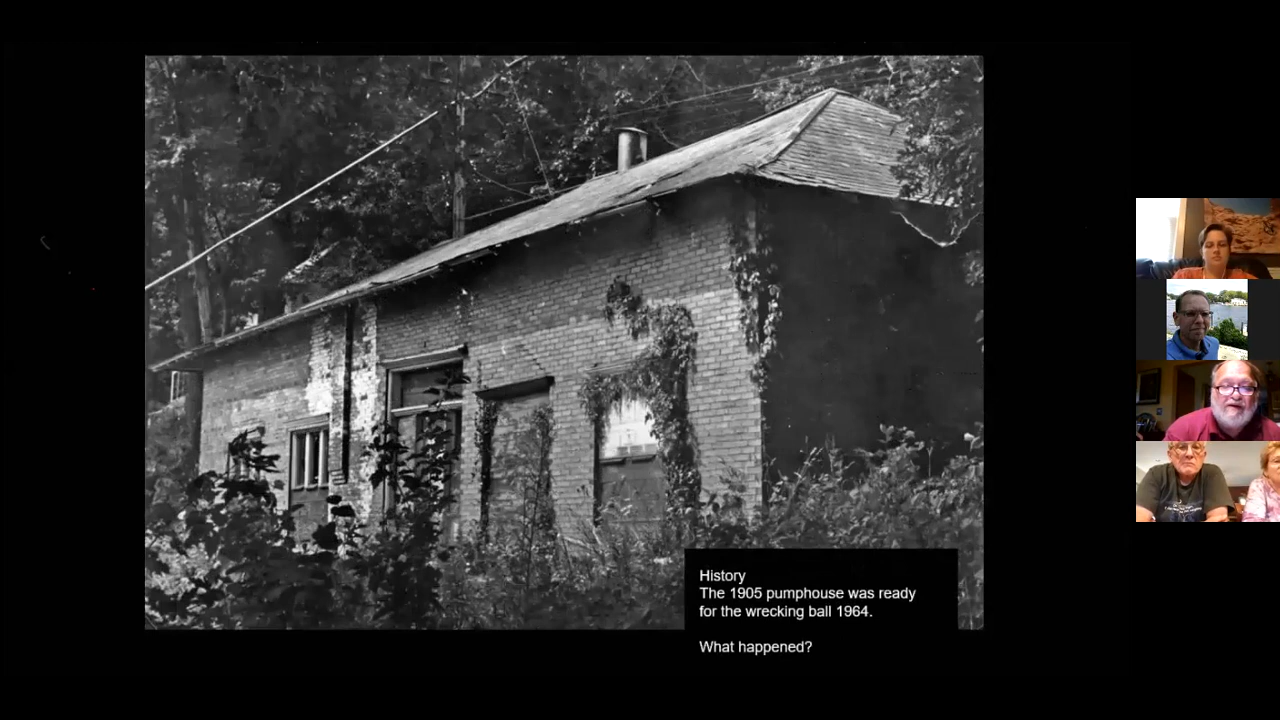 History
The 1905 pumphouse was ready
for the wrecking ball 1964.
What happened?